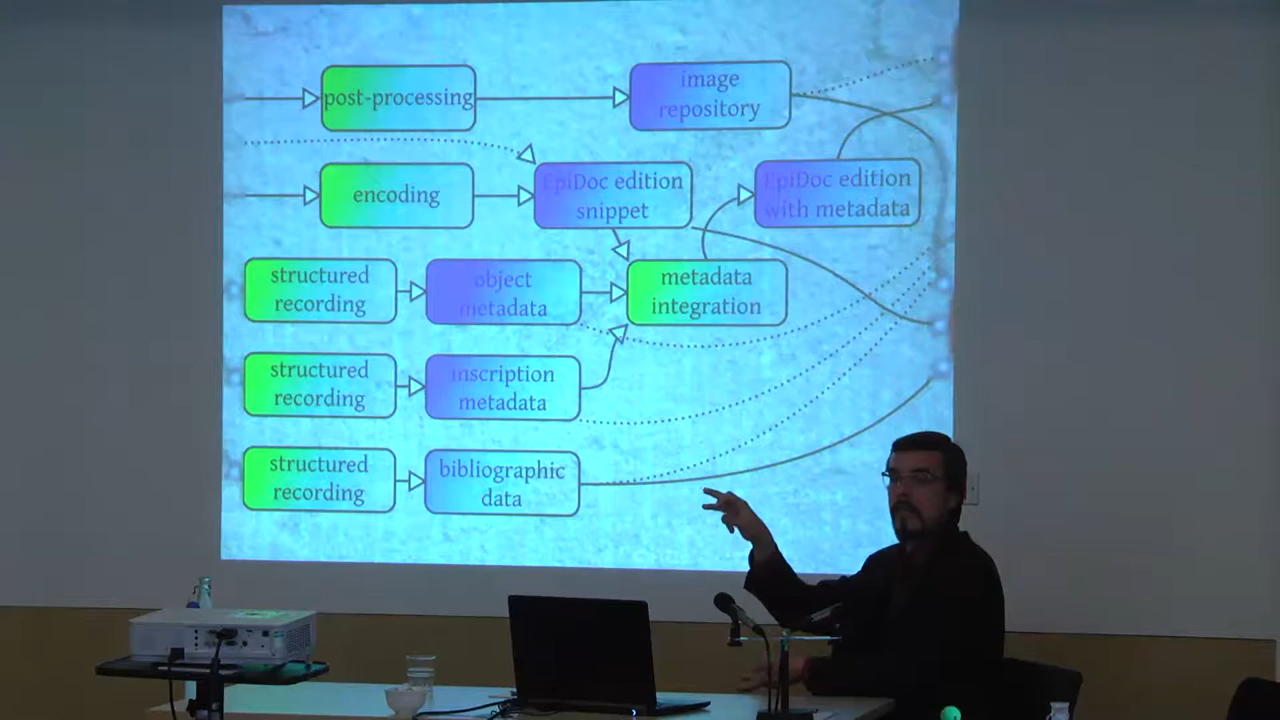 post-processing
image
repository
encoding
EpiDoc edition
snippet
EpiDoc edition
with metadata
structured
recording
object
metadata
metadata
integration
structured
recording
inscription
metadata
structured
recording
bibliographic
data